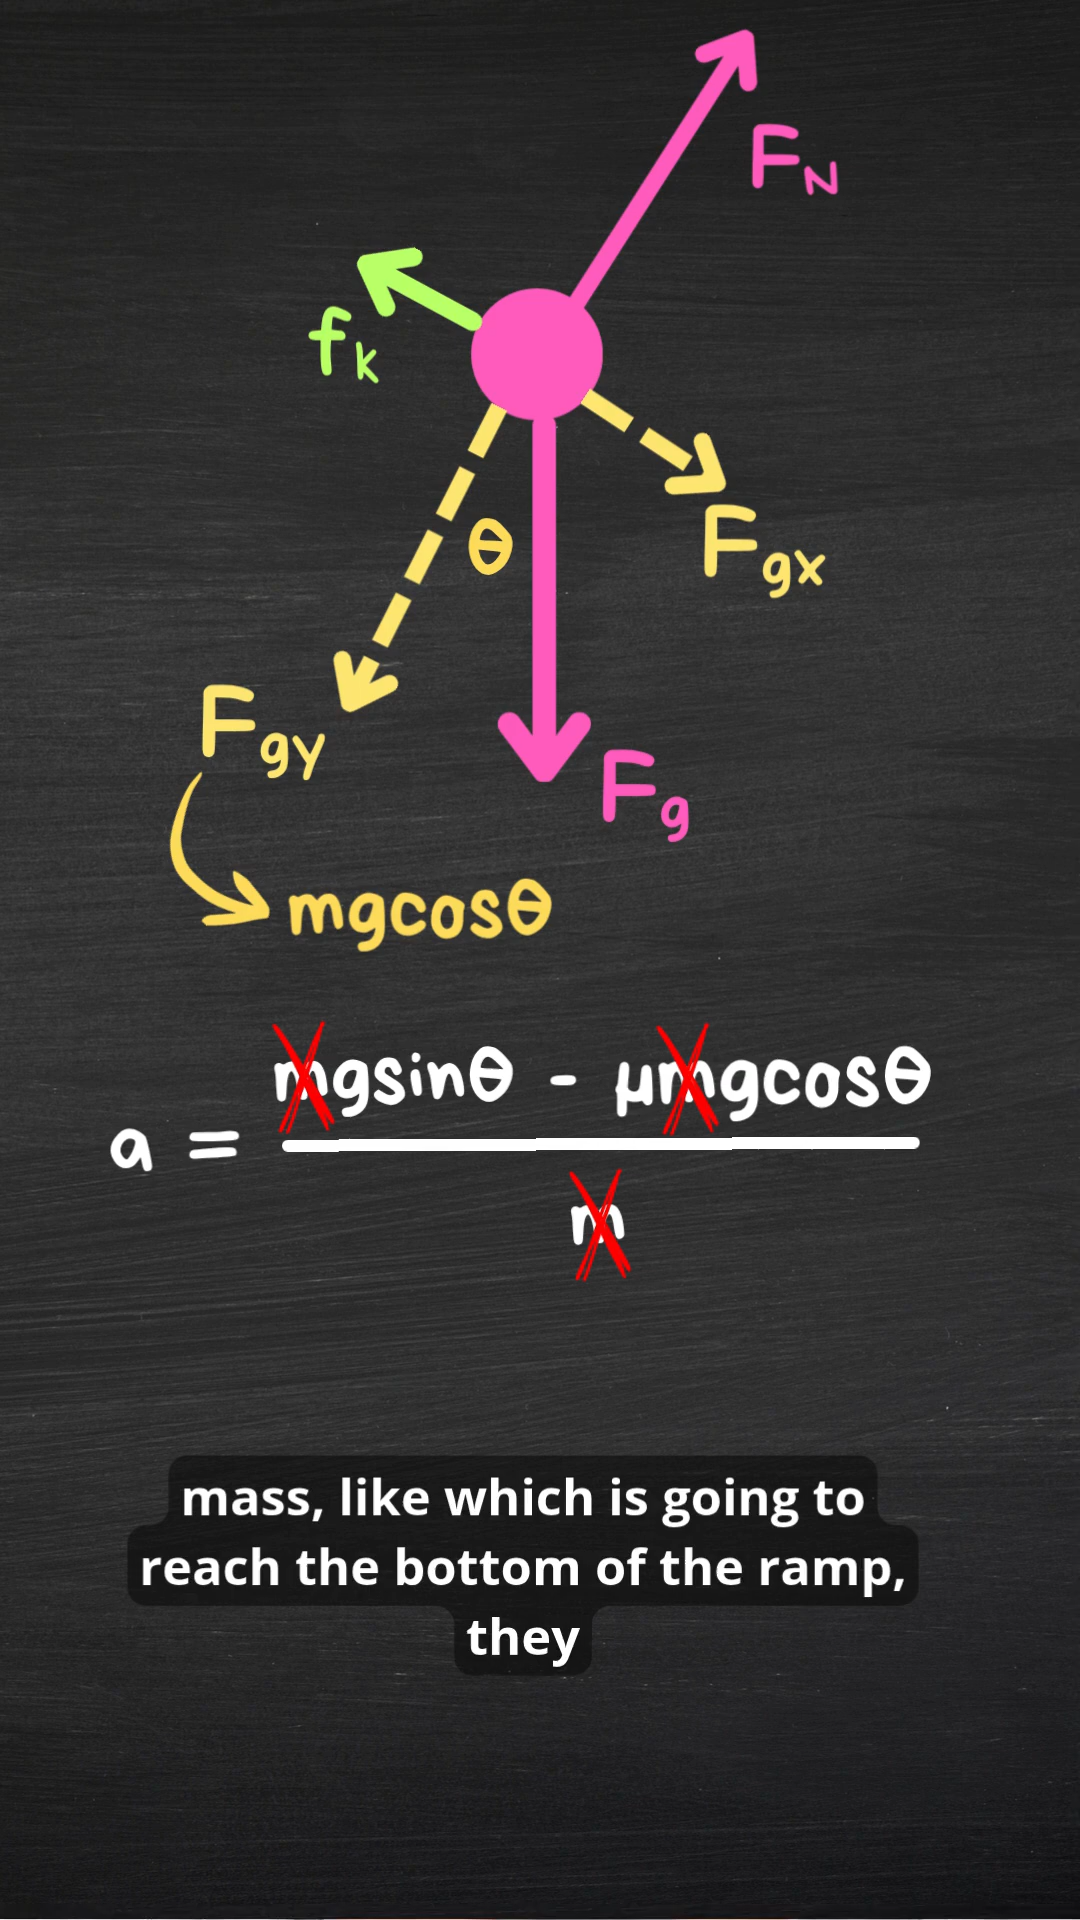 F_N
f_k
θ
F_gx
F_gy
F_g
mgcosθ
a = mgsinθ - μmgcosθ
m
mass, like which is going to
reach the bottom of the ramp,
they